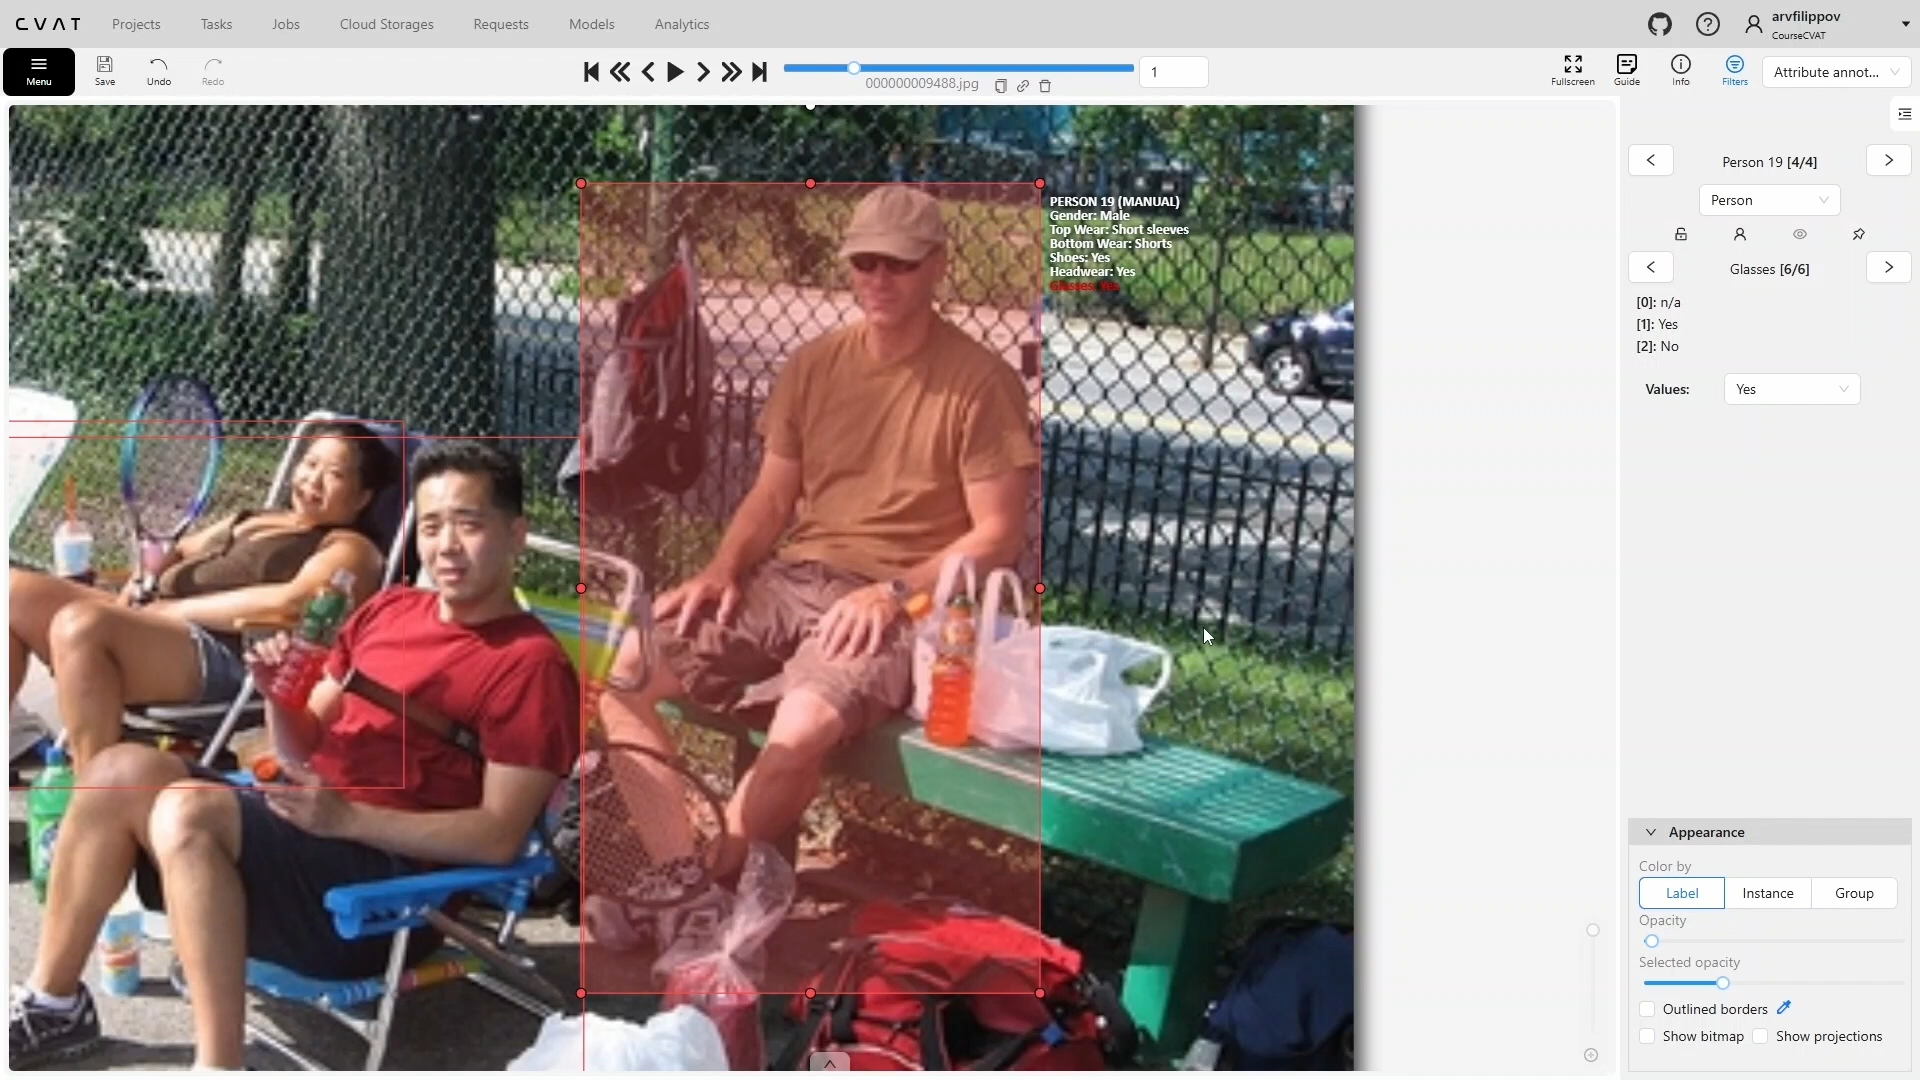 CVAT Projects Tasks Jobs Cloud Storages Requests Models Analytics
arvfilippov
CourseCVAT
Menu Save Undo Redo
000000009488.jpg
1
Fullscreen Guide Info Filters
Attribute annot...
Person 19 [4/4]
Person
Glasses [6/6]
[0]: n/a
[1]: Yes
[2]: No
Values: Yes
PERSON 19 (MANUAL)
Gender: Male
Top Wear: Short sleeves
Bottom Wear: Shorts
Shoes: Yes
Headwear: Yes
Glasses: Yes
Appearance
Color by
Label Instance Group
Opacity
Selected opacity
Outlined borders
Show bitmap Show projections